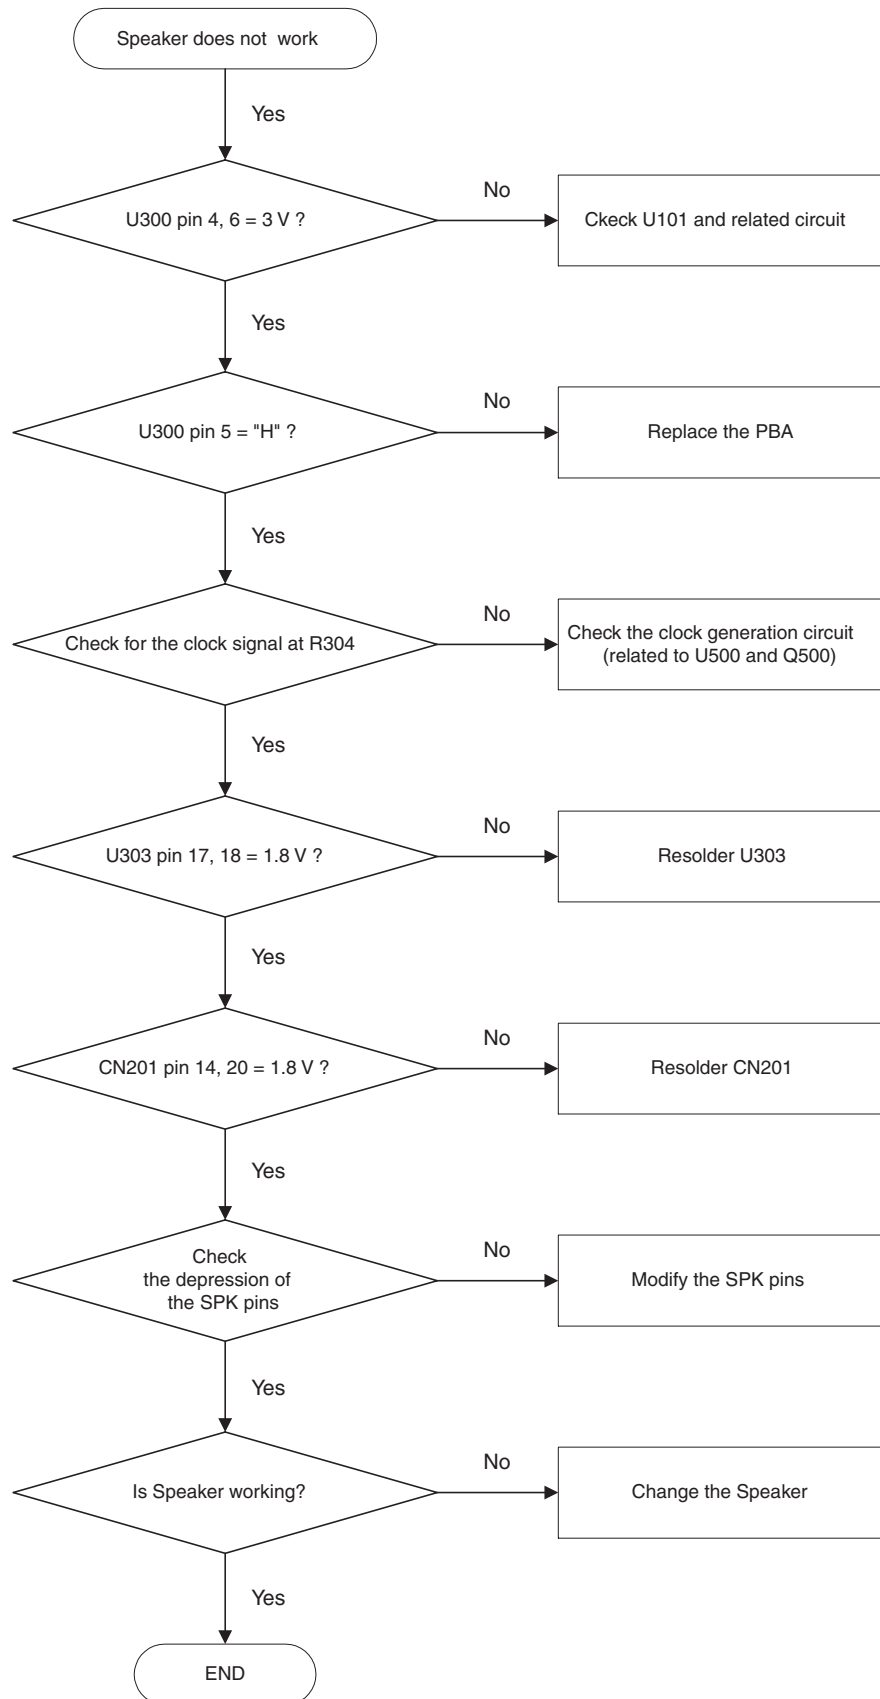 Speaker does not work
Yes
U300 pin 4, 6 = 3 V ?
No
Ckeck U101 and related circuit
Yes
U300 pin 5 = "H" ?
No
Replace the PBA
Yes
Check for the clock signal at R304
No
Check the clock generation circuit
(related to U500 and Q500)
Yes
U303 pin 17, 18 = 1.8 V ?
No
Resolder U303
Yes
CN201 pin 14, 20 = 1.8 V ?
No
Resolder CN201
Yes
Check
the depression of
the SPK pins
No
Modify the SPK pins
Yes
Is Speaker working?
No
Change the Speaker
Yes
END